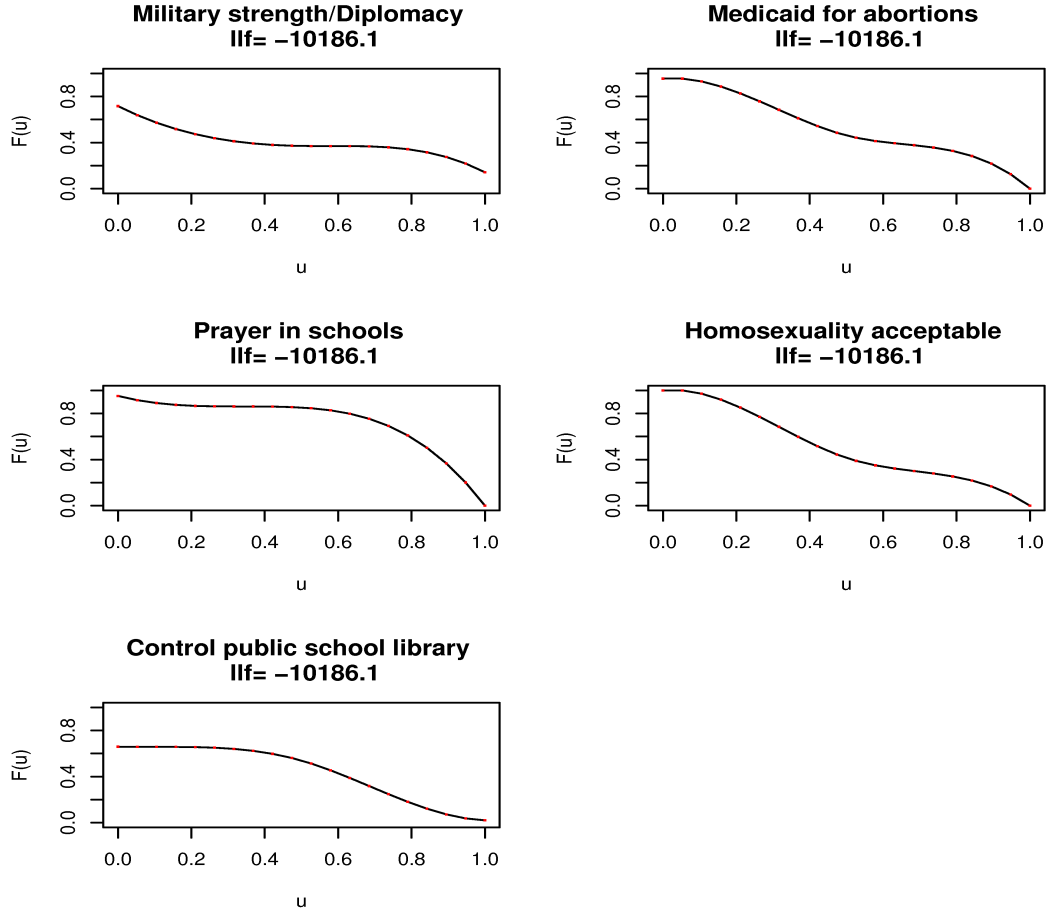 Military strength/Diplomacy
llf= −10186.1
F(u)
0.0 0.4 0.8
0.0 0.2 0.4 0.6 0.8 1.0
u
Medicaid for abortions
llf= −10186.1
F(u)
0.0 0.4 0.8
0.0 0.2 0.4 0.6 0.8 1.0
u
Prayer in schools
llf= −10186.1
F(u)
0.0 0.4 0.8
0.0 0.2 0.4 0.6 0.8 1.0
u
Homosexuality acceptable
llf= −10186.1
F(u)
0.0 0.4 0.8
0.0 0.2 0.4 0.6 0.8 1.0
u
Control public school library
llf= −10186.1
F(u)
0.0 0.4 0.8
0.0 0.2 0.4 0.6 0.8 1.0
u